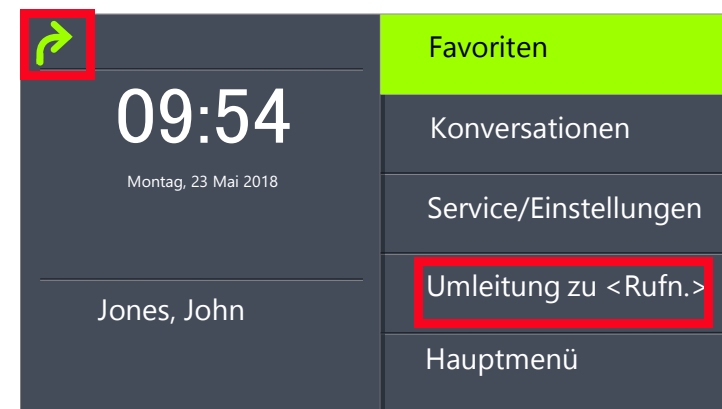 09:54
Montag, 23 Mai 2018
Jones, John
Favoriten
Konversationen
Service/Einstellungen
Umleitung zu <Rufn.>
Hauptmenü